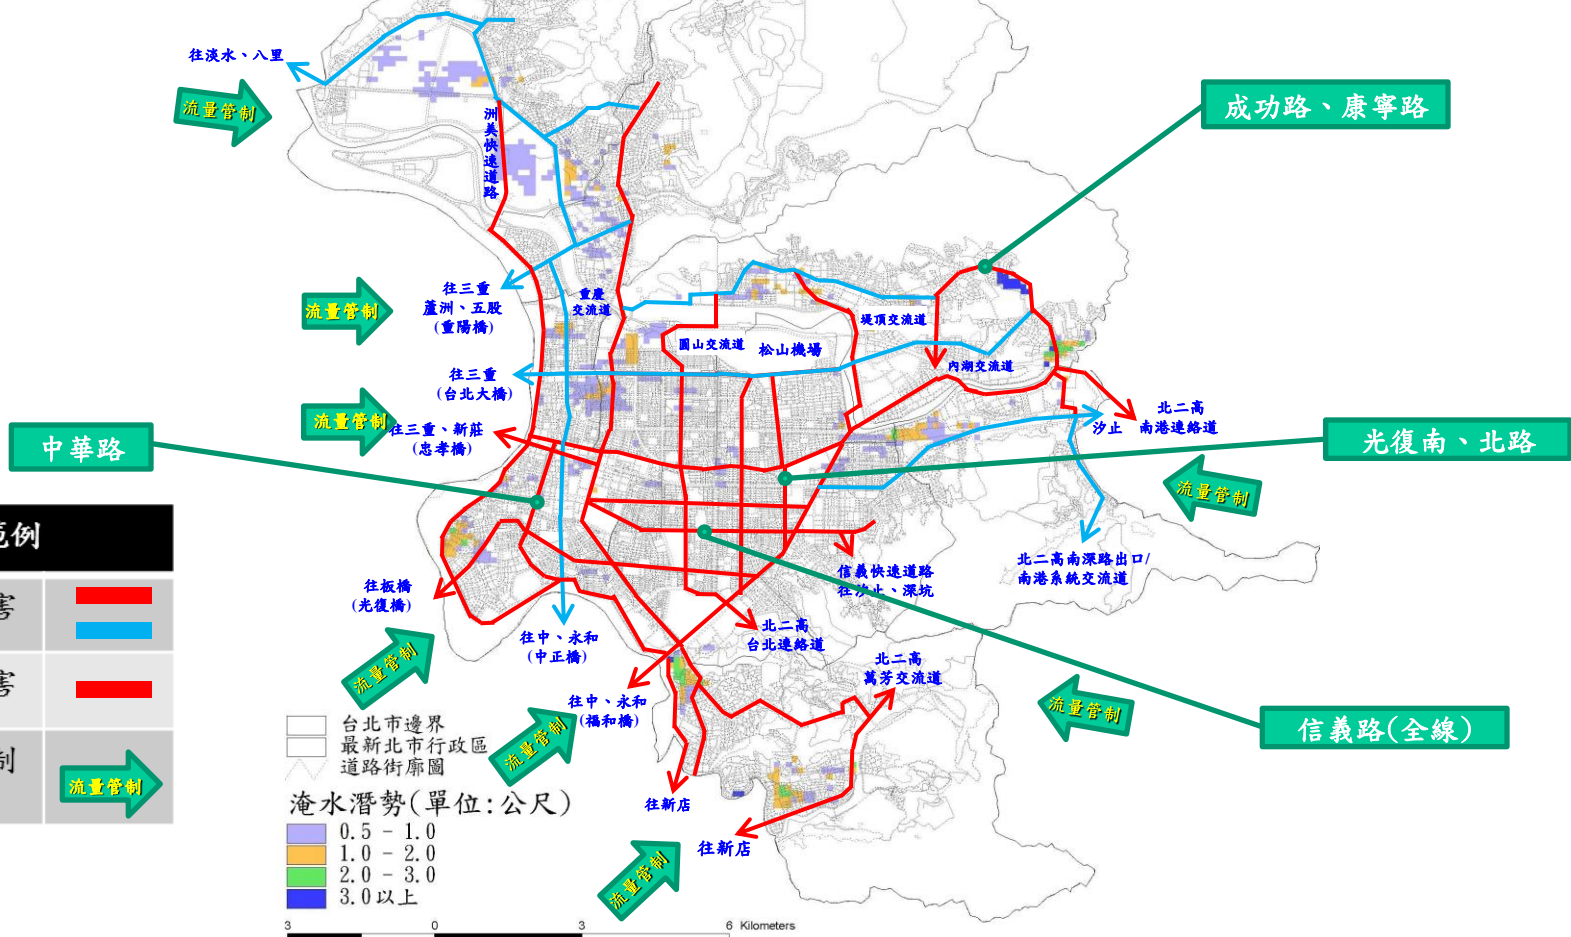 往淡水、八里
流量管制
洲美快速道路
成功路、康寧路
往三重
蘆洲、五股
(重陽橋)
流量管制
重慶
交流道
圓山交流道
松山機場
堤頂交流道
內湖交流道
往三重
(台北大橋)
流量管制
往三重、新莊
(忠孝橋)
北二高
汐止 南港連絡道
中華路
光復南、北路
流量管制
範例
害
害
制
流量管制
北二高南深路出口/
南港系統交流道
信義快速道路
往汐止、深坑
往板橋
(光復橋)
流量管制
往中、永和
(中正橋)
北二高
台北連絡道
北二高
萬芳交流道
往中、永和
(福和橋)
流量管制
流量管制
信義路(全線)
台北市邊界
最新北市行政區
道路街廓圖
往新店
往新店
流量管制
淹水潛勢(單位:公尺)
0.5 - 1.0
1.0 - 2.0
2.0 - 3.0
3.0以上
3 0 3 6 Kilometers